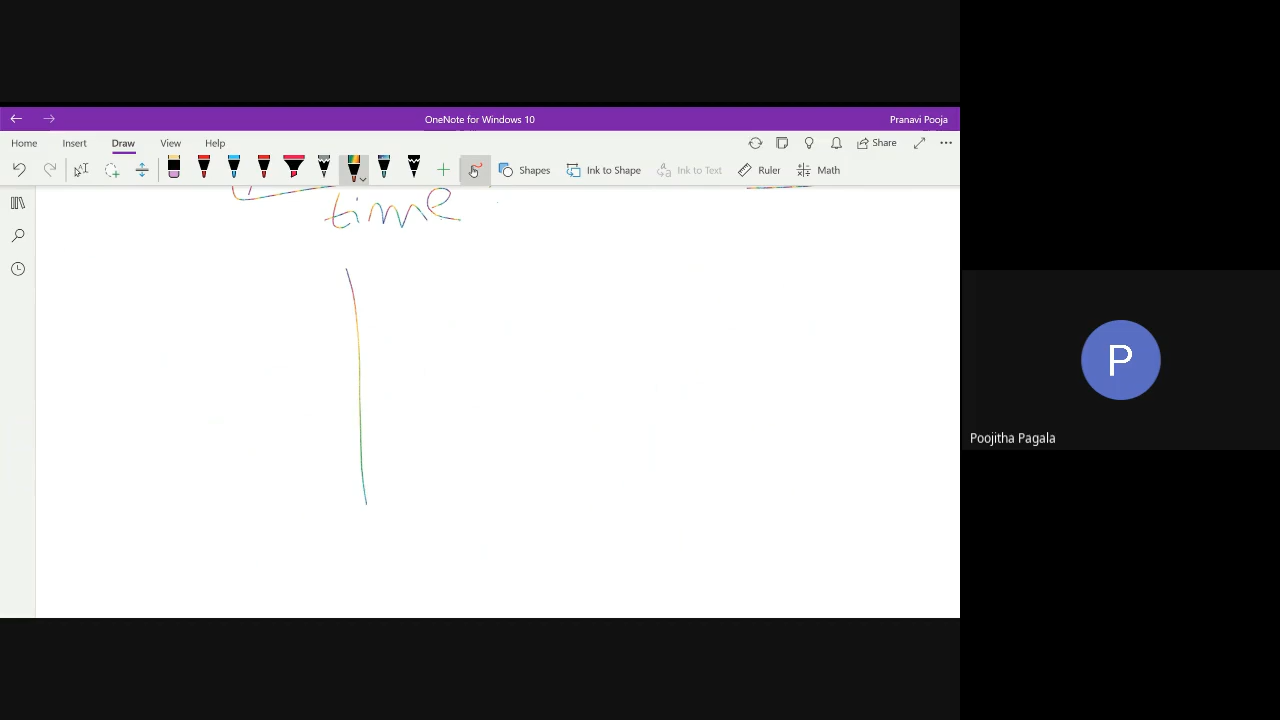 OneNote for Windows 10
Pranavi Pooja
Home Insert Draw View Help
Share
Shapes Ink to Shape Ink to Text Ruler Math
time
P
Poojitha Pagala